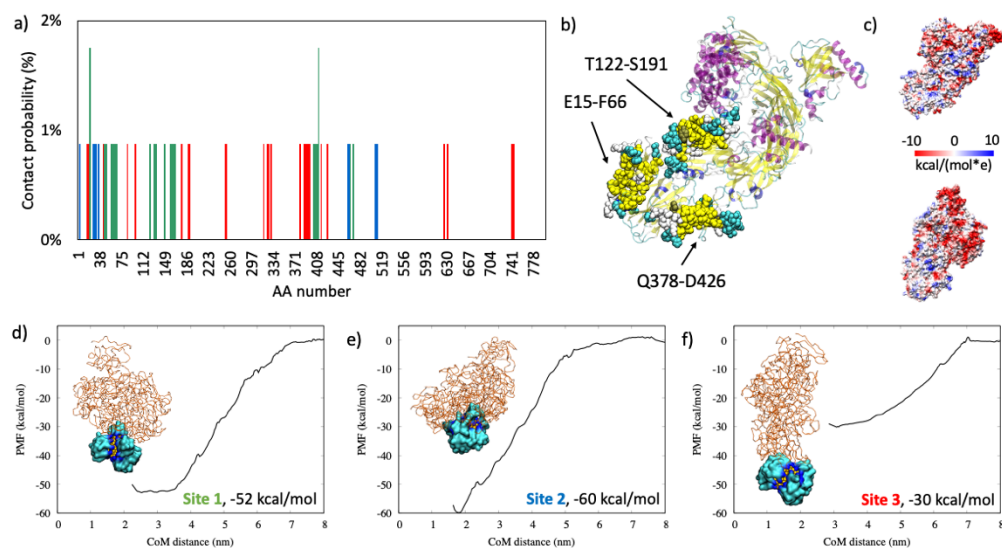 a)
2%
1%
0%
Contact probability (%)
1 38 75 112 149 186 223 260 297 334 371 408 445 482 519 556 593 630 667 704 741 778
AA number
b)
T122-S191
E15-F66
Q378-D426
c)
-10 0 10
kcal/(mol*e)
d)
0
-10
-20
-30
-40
-50
-60
PMF (kcal/mol)
Site 1, -52 kcal/mol
0 1 2 3 4 5 6 7 8
CoM distance (nm)
e)
0
-10
-20
-30
-40
-50
-60
PMF (kcal/mol)
Site 2, -60 kcal/mol
0 1 2 3 4 5 6 7 8
CoM distance (nm)
f)
0
-10
-20
-30
-40
-50
-60
PMF (kcal/mol)
Site 3, -30 kcal/mol
0 1 2 3 4 5 6 7 8
CoM distance (nm)